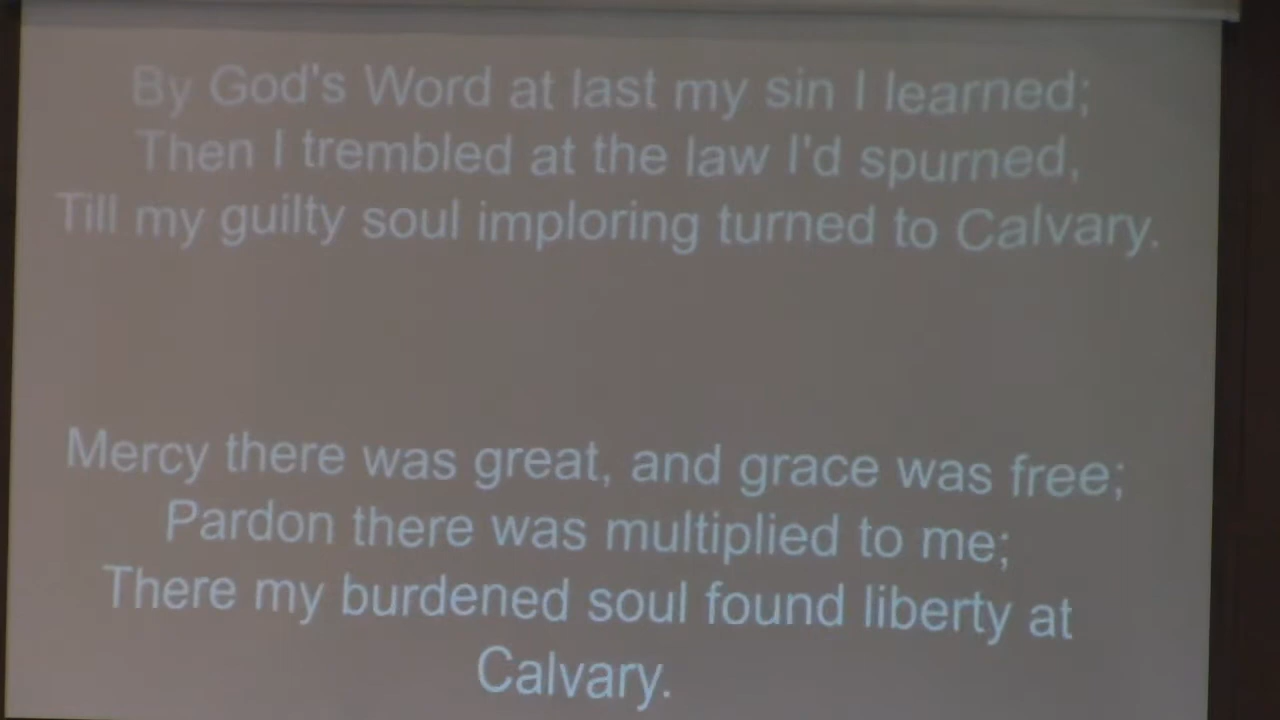 By God's Word at last my sin I learned;
Then I trembled at the law I'd spurned,
Till my guilty soul imploring turned to Calvary.
Mercy there was great, and grace was free;
Pardon there was multiplied to me;
There my burdened soul found liberty at
Calvary.